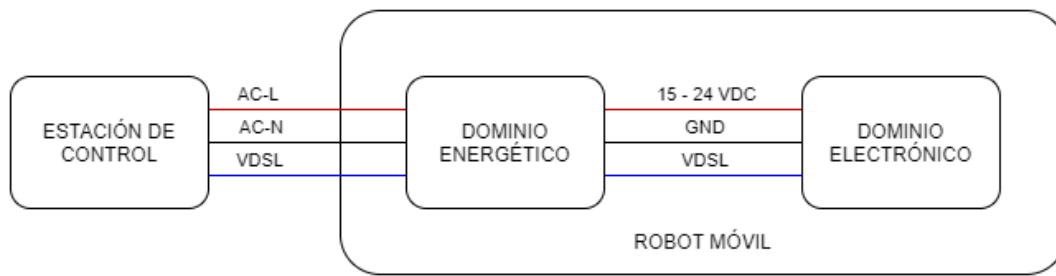 ESTACIÓN DE
CONTROL
AC-L
AC-N
VDSL
DOMINIO
ENERGÉTICO
15 - 24 VDC
GND
VDSL
DOMINIO
ELECTRÓNICO
ROBOT MÓVIL